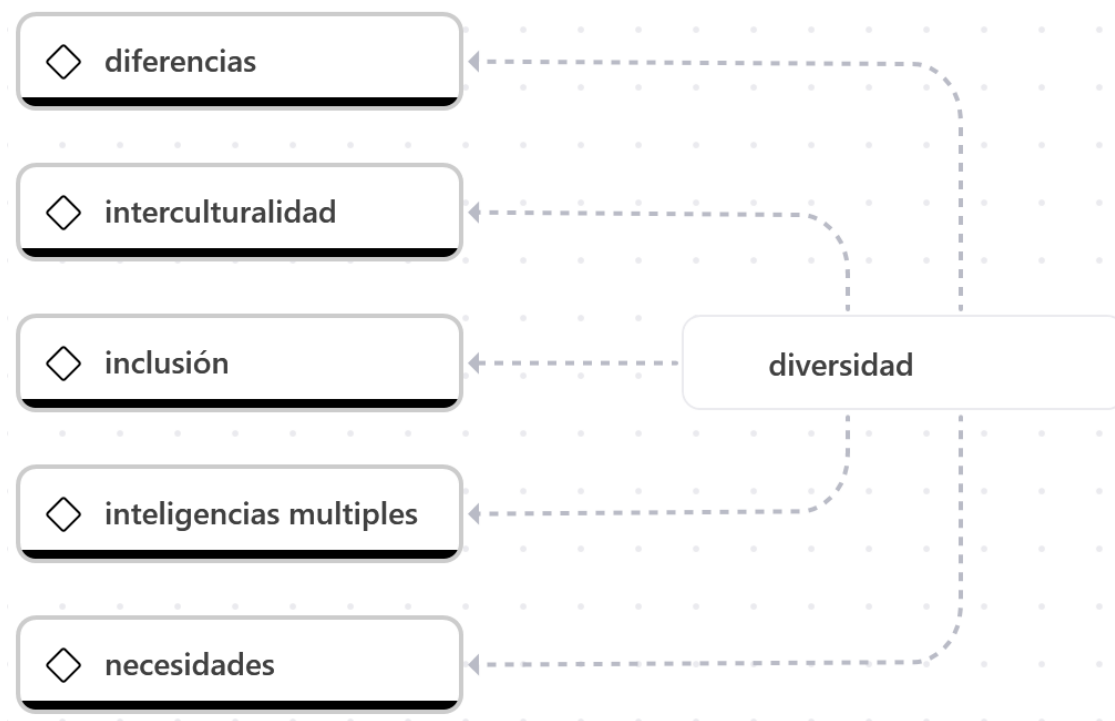 diferencias
interculturalidad
inclusión
diversidad
inteligencias multiples
necesidades